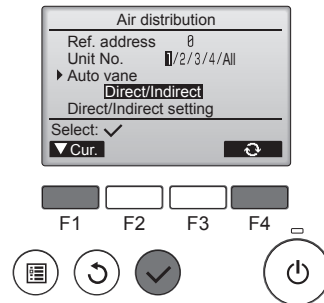 Air distribution
Ref. address 0
Unit No. 1/2/3/4/All
Auto vane
Direct/Indirect
Direct/Indirect setting
Select: ✓
▼Cur.
F1 F2 F3 F4